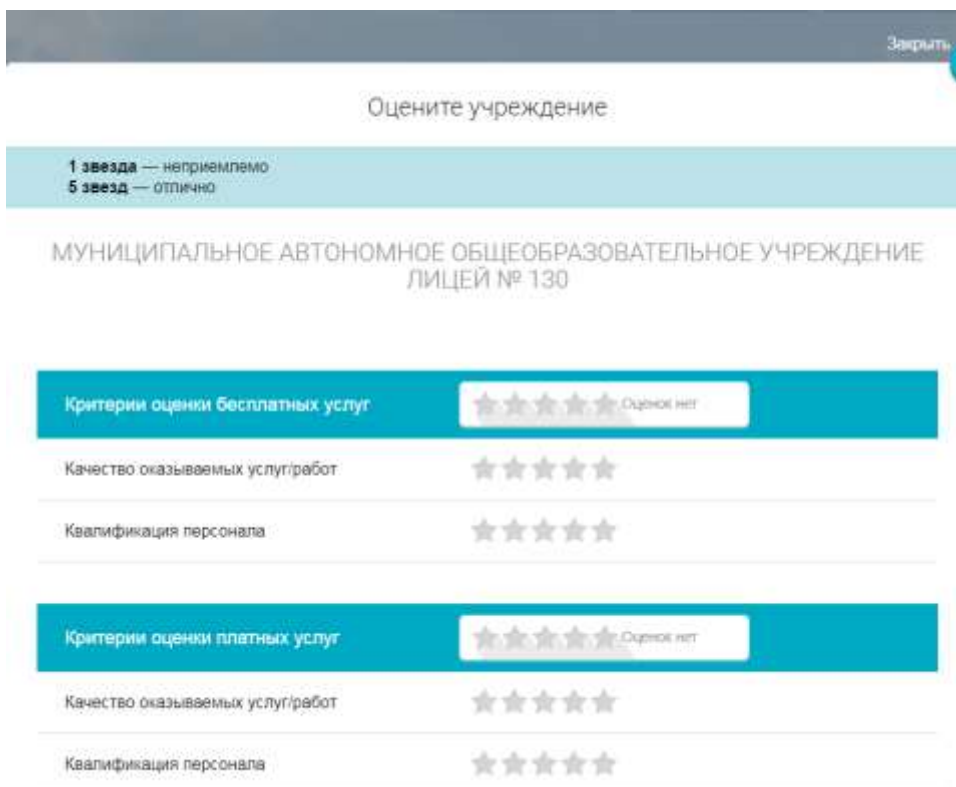 Закрыть
Оцените учреждение
1 звезда — неприемлемо
5 звезд — отлично
МУНИЦИПАЛЬНОЕ АВТОНОМНОЕ ОБЩЕОБРАЗОВАТЕЛЬНОЕ УЧРЕЖДЕНИЕ
ЛИЦЕЙ № 130
Критерии оценки бесплатных услуг Оценок нет
Качество оказываемых услуг/работ
Квалификация персонала
Критерии оценки платных услуг Оценок нет
Качество оказываемых услуг/работ
Квалификация персонала